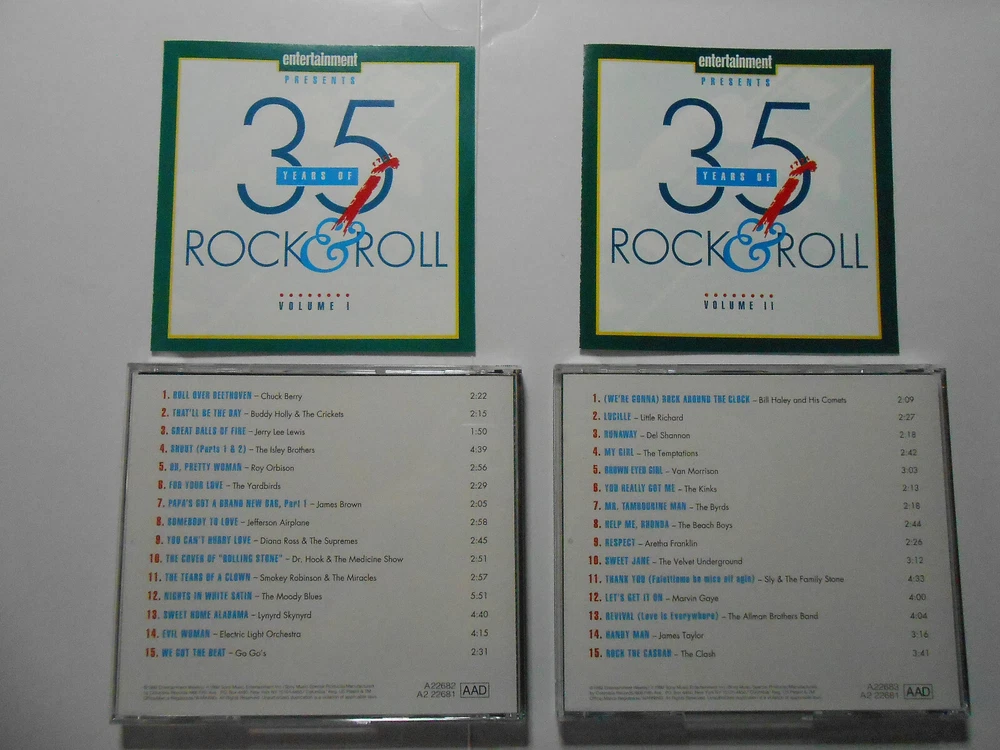 entertainment
PRESENTS
35
YEARS OF
ROCK & ROLL
VOLUME I
entertainment
PRESENTS
35
YEARS OF
ROCK & ROLL
VOLUME II
1. ROLL OVER BEETHOVEN – Chuck Berry 2:22
2. THAT'LL BE THE DAY – Buddy Holly & The Crickets 2:15
3. GREAT BALLS OF FIRE – Jerry Lee Lewis 1:50
4. SHOUT (Parts 1 & 2) – The Isley Brothers 4:39
5. OH, PRETTY WOMAN – Roy Orbison 2:56
6. FOR YOUR LOVE – The Yardbirds 2:29
7. PAPA'S GOT A BRAND NEW BAG, Part 1 – James Brown 2:05
8. SOMEBODY TO LOVE – Jefferson Airplane 2:58
9. YOU CAN'T HURRY LOVE – Diana Ross & The Supremes 2:45
10. THE COVER OF "ROLLING STONE" – Dr. Hook & The Medicine Show 2:51
11. THE TEARS OF A CLOWN – Smokey Robinson & The Miracles 2:57
12. NIGHTS IN WHITE SATIN – The Moody Blues 5:51
13. SWEET HOME ALABAMA – Lynyrd Skynyrd 4:40
14. EVIL WOMAN – Electric Light Orchestra 4:15
15. WE GOT THE BEAT – Go Go's 2:31
A22682
A2 22681
AAD
1. (WE'RE GONNA) ROCK AROUND THE CLOCK – Bill Haley and His Comets 2:09
2. LUCILLE – Little Richard 2:27
3. RUNAWAY – Del Shannon 2:18
4. MY GIRL – The Temptations 2:42
5. BROWN EYED GIRL – Van Morrison 3:03
6. YOU REALLY GOT ME – The Kinks 2:13
7. MR. TAMBOURINE MAN – The Byrds 2:18
8. HELP ME, RHONDA – The Beach Boys 2:44
9. RESPECT – Aretha Franklin 2:26
10. SWEET JANE – The Velvet Underground 3:12
11. THANK YOU (Falettinme be mice elf agin) – Sly & The Family Stone 4:33
12. LET'S GET IT ON – Marvin Gaye 4:00
13. REVIVAL (Love is Everywhere) – The Allman Brothers Band 4:04
14. HANDY MAN – James Taylor 3:16
15. ROCK THE CASBAH – The Clash 3:41
A22683
A2 22681
AAD